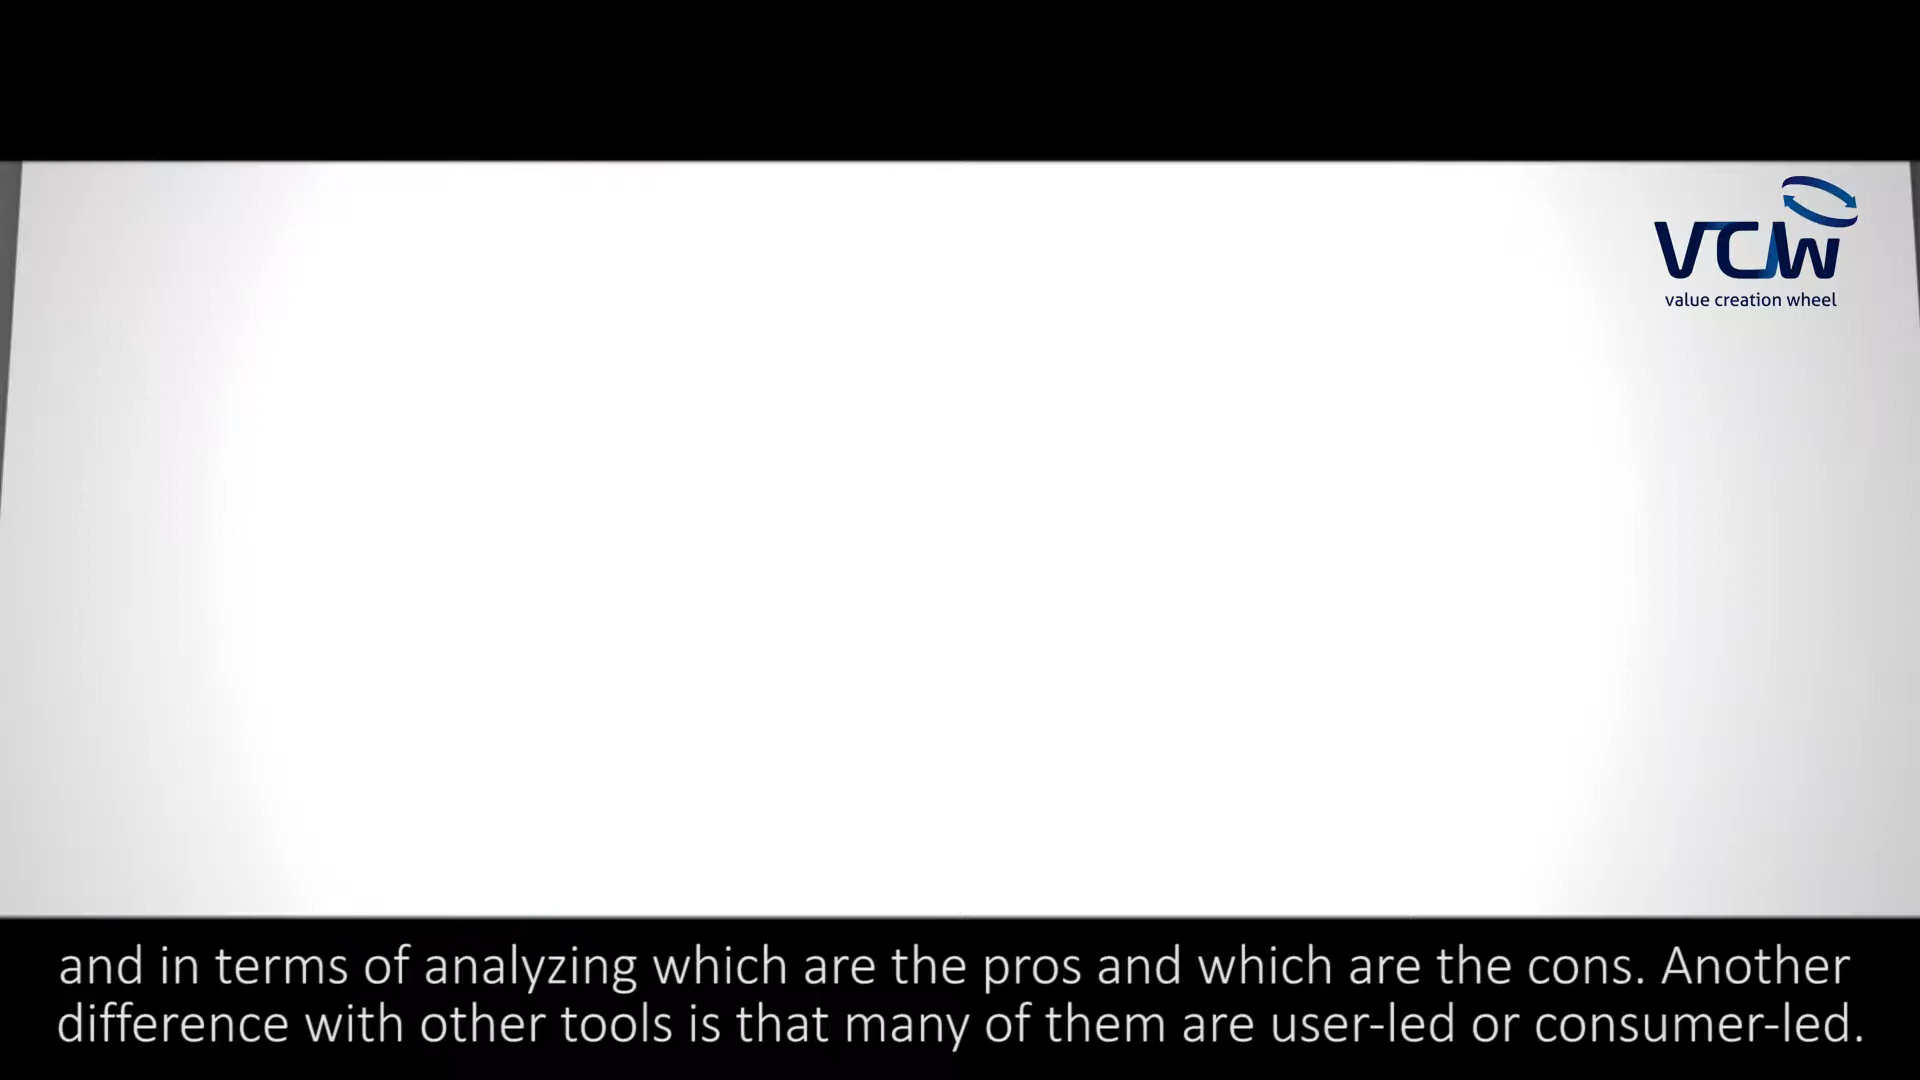 VCW
value creation wheel
and in terms of analyzing which are the pros and which are the cons. Another
difference with other tools is that many of them are user-led or consumer-led.